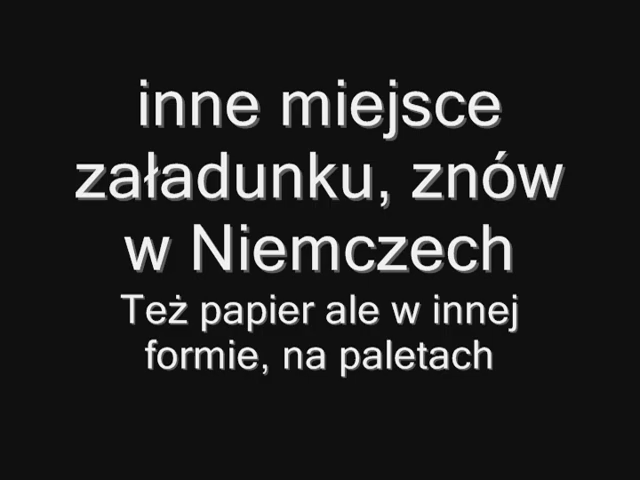 inne miejsce
załadunku, znów
w Niemczech
Też papier ale w innej
formie, na paletach